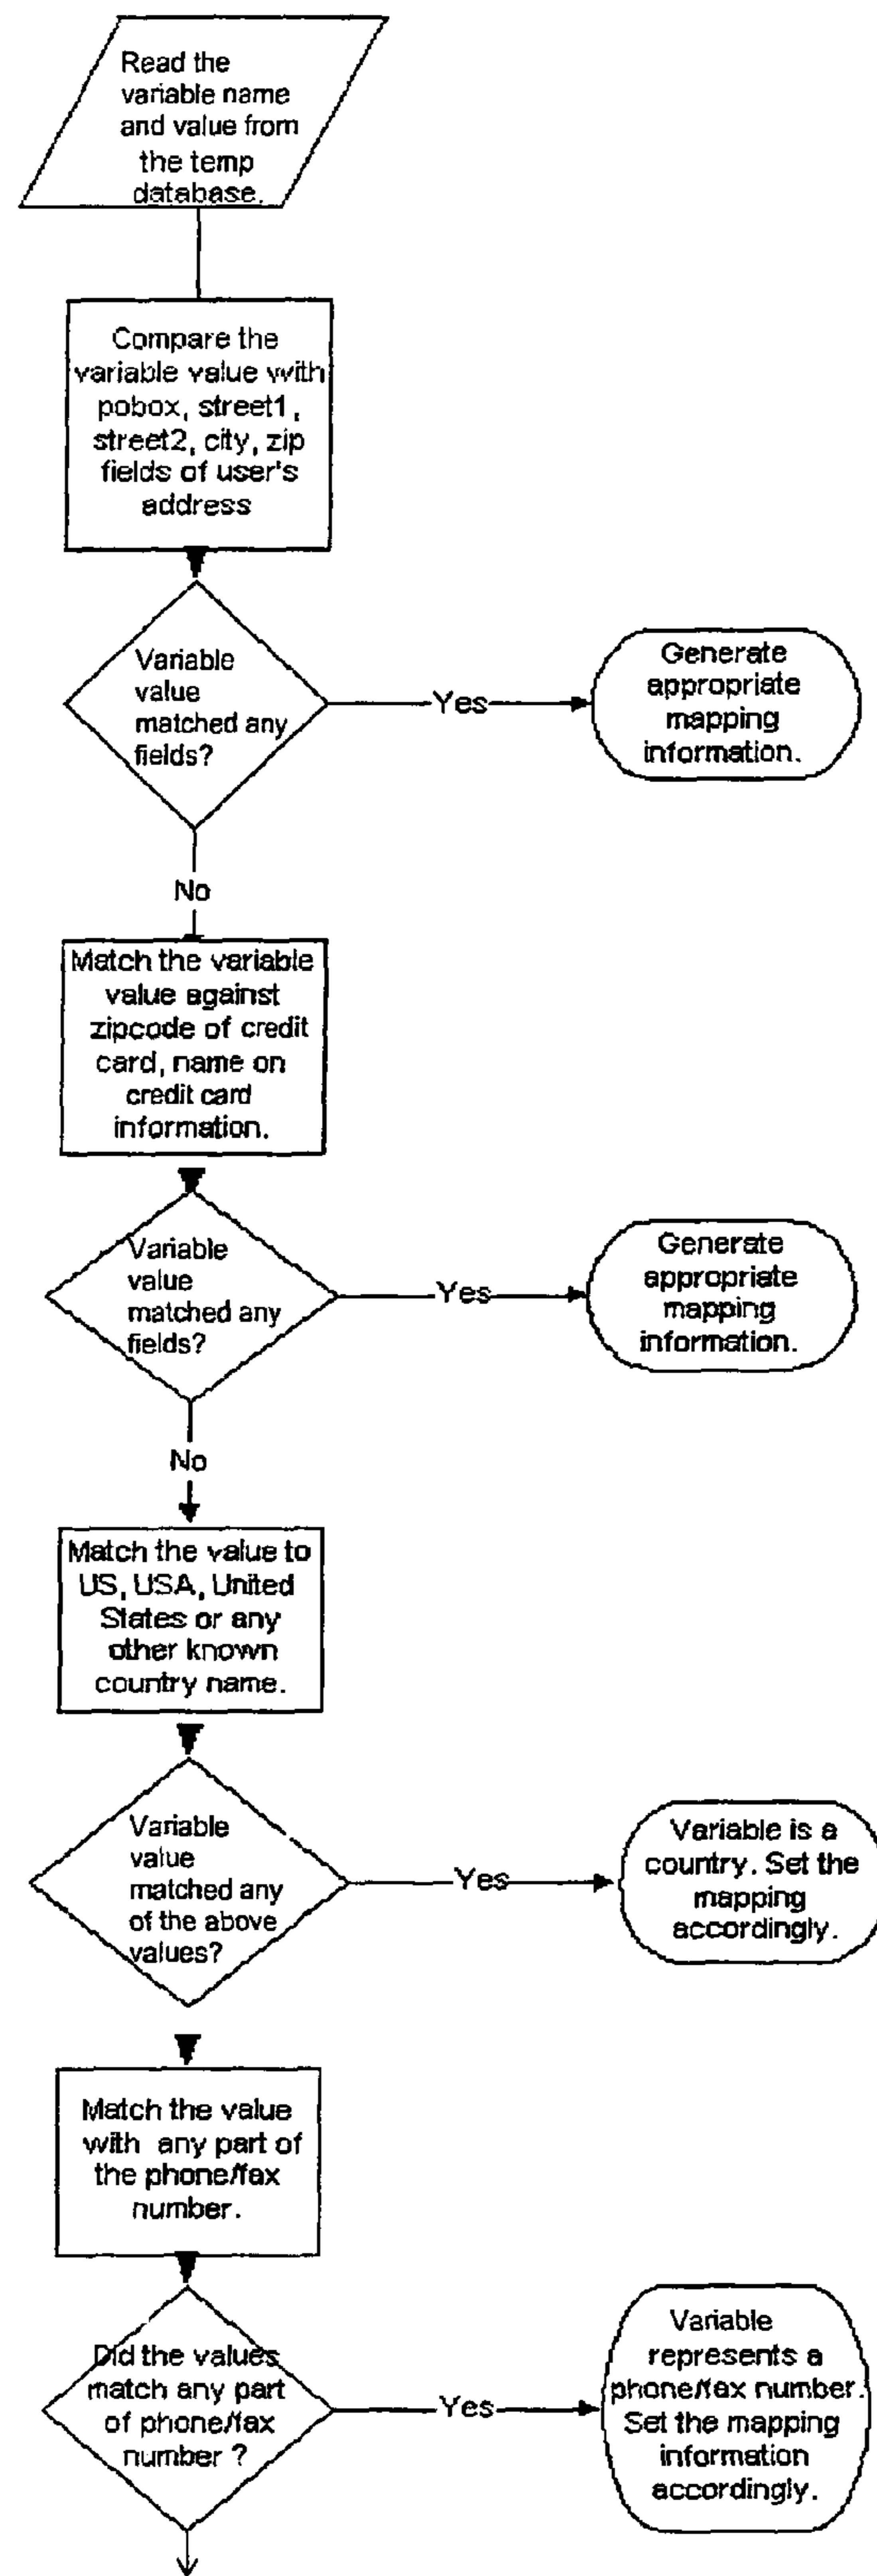 Read the
variable name
and value from
the temp
database.
Compare the
variable value with
pobox, street1,
street2, city, zip
fields of user's
address
Variable
value
matched any
fields?
Yes
Generate
appropriate
mapping
information.
No
Match the variable
value against
zipcode of credit
card, name on
credit card
information.
Variable
value
matched any
fields?
Yes
Generate
appropriate
mapping
information.
No
Match the value to
US, USA, United
States or any
other known
country name.
Variable
value
matched any
of the above
values?
Yes
Variable is a
country. Set the
mapping
accordingly.
Match the value
with any part of
the phone/fax
number.
Did the values
match any part
of phone/fax
number ?
Yes
Variable
represents a
phone/fax number.
Set the mapping
information
accordingly.